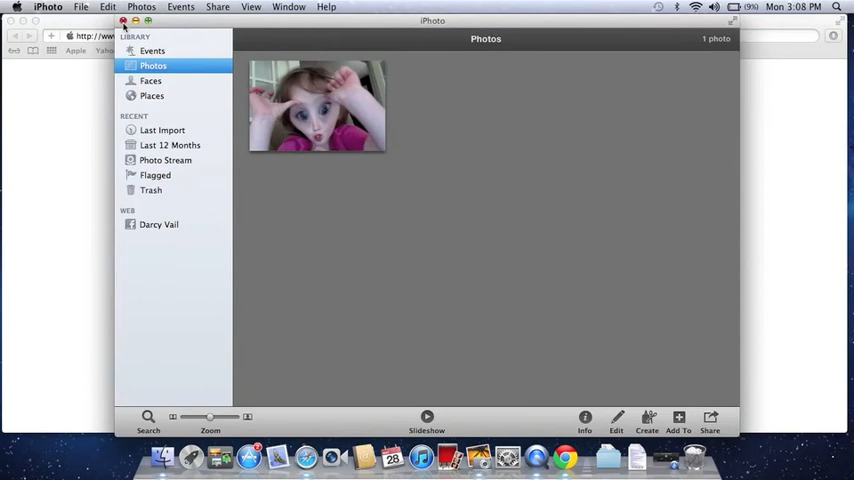 iPhoto File Edit Photos Events Share View Window Help (9%) Mon 3:08 PM
iPhoto
http://ww
Apple
LIBRARY
Events
Photos
Faces
Places
RECENT
Last Import
Last 12 Months
Photo Stream
Flagged
Trash
WEB
Darcy Vail
Photos
1 photo
Search
Zoom
Slideshow
Info
Edit
Create
Add To
Share
7
28